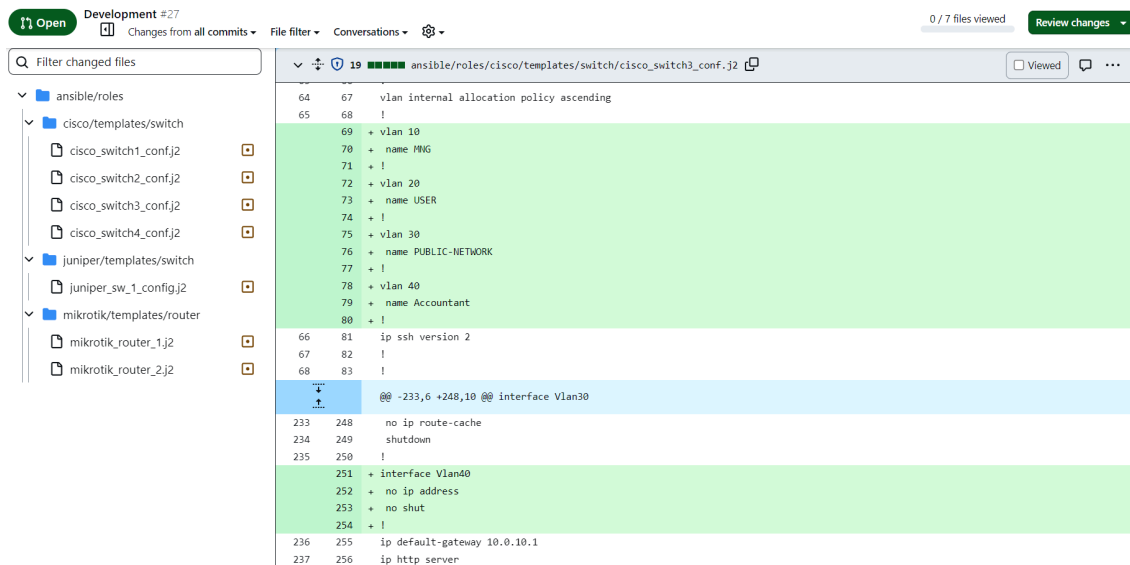 Open
Development #27
Changes from all commits
File filter
Conversations
0 / 7 files viewed
Review changes
Filter changed files
ansible/roles
cisco/templates/switch
cisco_switch1_conf.j2
cisco_switch2_conf.j2
cisco_switch3_conf.j2
cisco_switch4_conf.j2
juniper/templates/switch
juniper_sw_1_config.j2
mikrotik/templates/router
mikrotik_router_1.j2
mikrotik_router_2.j2
19 ansible/roles/cisco/templates/switch/cisco_switch3_conf.j2
Viewed
64 67 vlan internal allocation policy ascending
65 68 !
69 + vlan 10
70 + name MNG
71 + !
72 + vlan 20
73 + name USER
74 + !
75 + vlan 30
76 + name PUBLIC-NETWORK
77 + !
78 + vlan 40
79 + name Accountant
80 + !
66 81 ip ssh version 2
67 82 !
68 83 !
@@ -233,6 +248,10 @@ interface Vlan30
233 248 no ip route-cache
234 249 shutdown
235 250 !
251 + interface Vlan40
252 + no ip address
253 + no shut
254 + !
236 255 ip default-gateway 10.0.10.1
237 256 ip http server